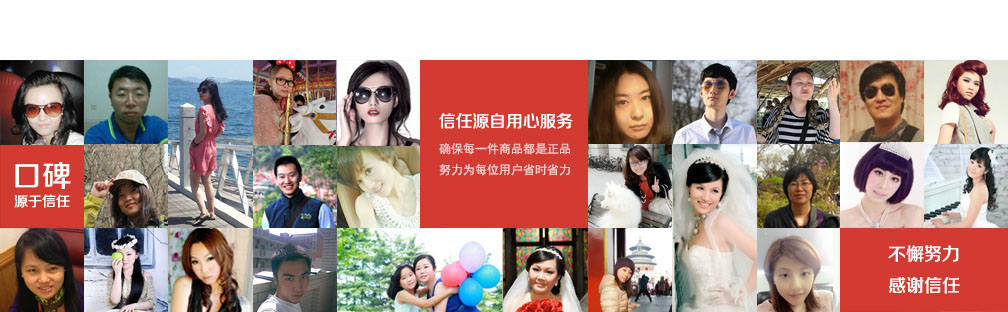 信任源自用心服务
确保每一件商品都是正品
努力为每位用户省时省力
口碑
源于信任
不懈努力
感谢信任